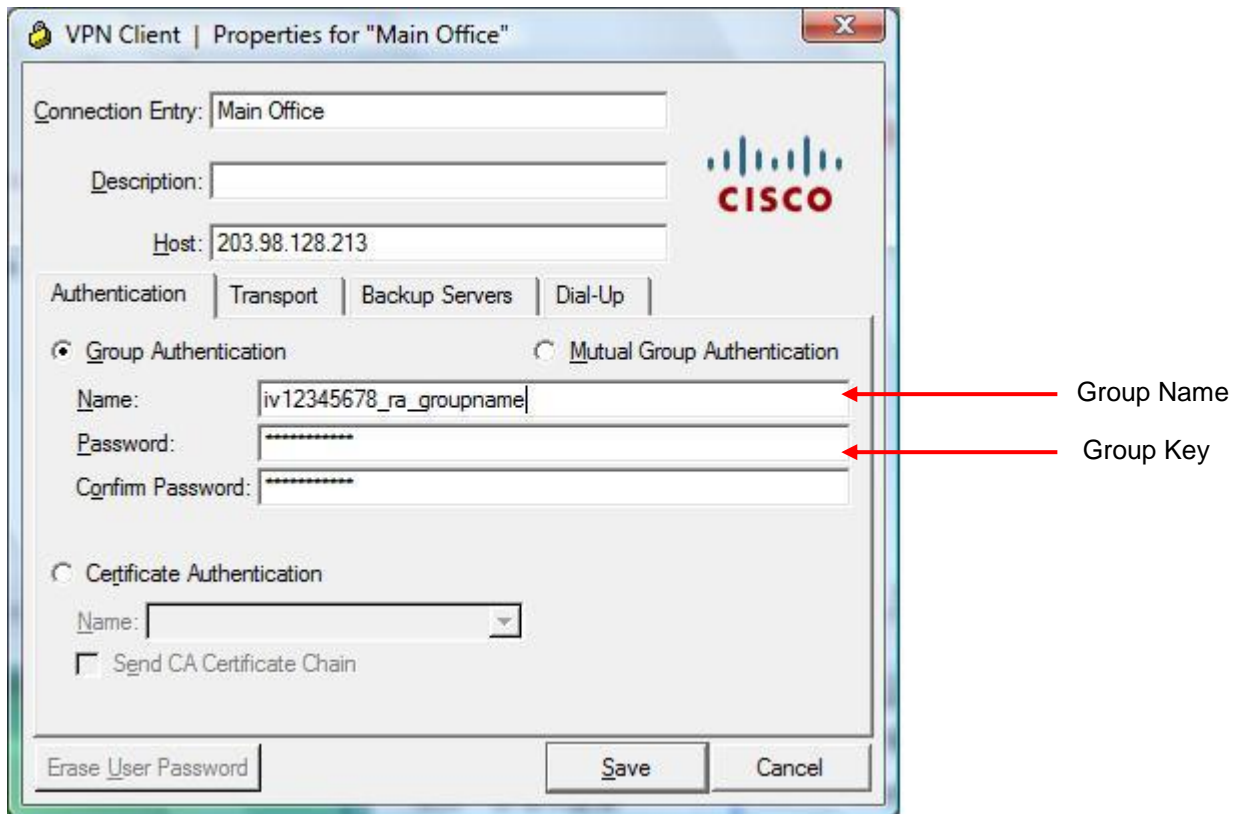 VPN Client | Properties for "Main Office"
Connection Entry: Main Office
Description:
CISCO
Host: 203.98.128.213
Authentication Transport Backup Servers Dial-Up
Group Authentication Mutual Group Authentication
Name: iv12345678_ra_groupname Group Name
Password: *********** Group Key
Confirm Password: ***********
Certificate Authentication
Name:
Send CA Certificate Chain
Erase User Password Save Cancel